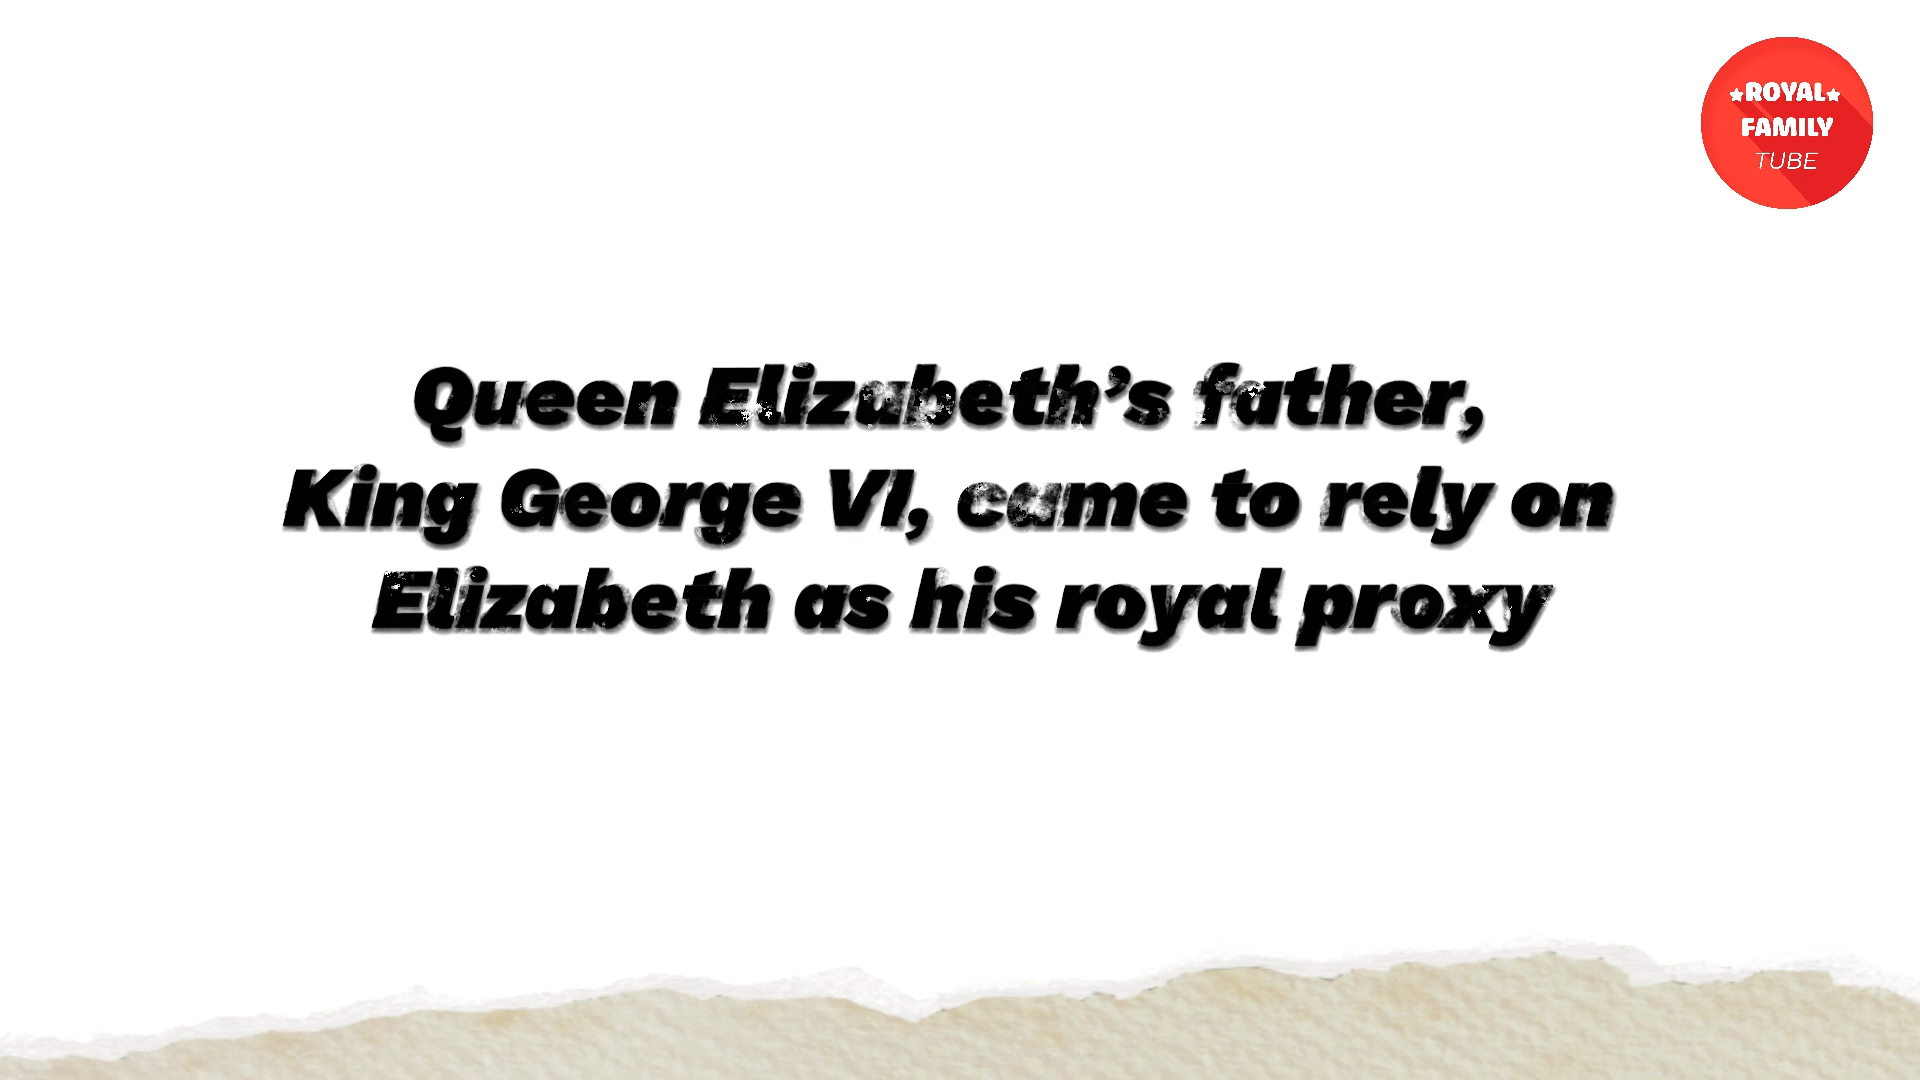 ★ROYAL★
FAMILY
TUBE
Queen Elizabeth’s father,
King George VI, came to rely on
Elizabeth as his royal proxy